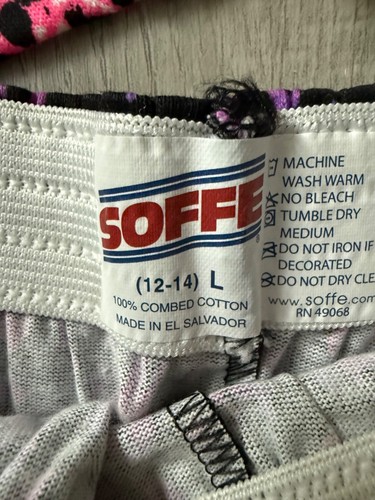 SOFFE
®
(12-14) L
100% COMBED COTTON
MADE IN EL SALVADOR
MACHINE
WASH WARM
NO BLEACH
TUMBLE DRY
MEDIUM
DO NOT IRON IF
DECORATED
DO NOT DRY CLE
www.soffe.com
RN 49068